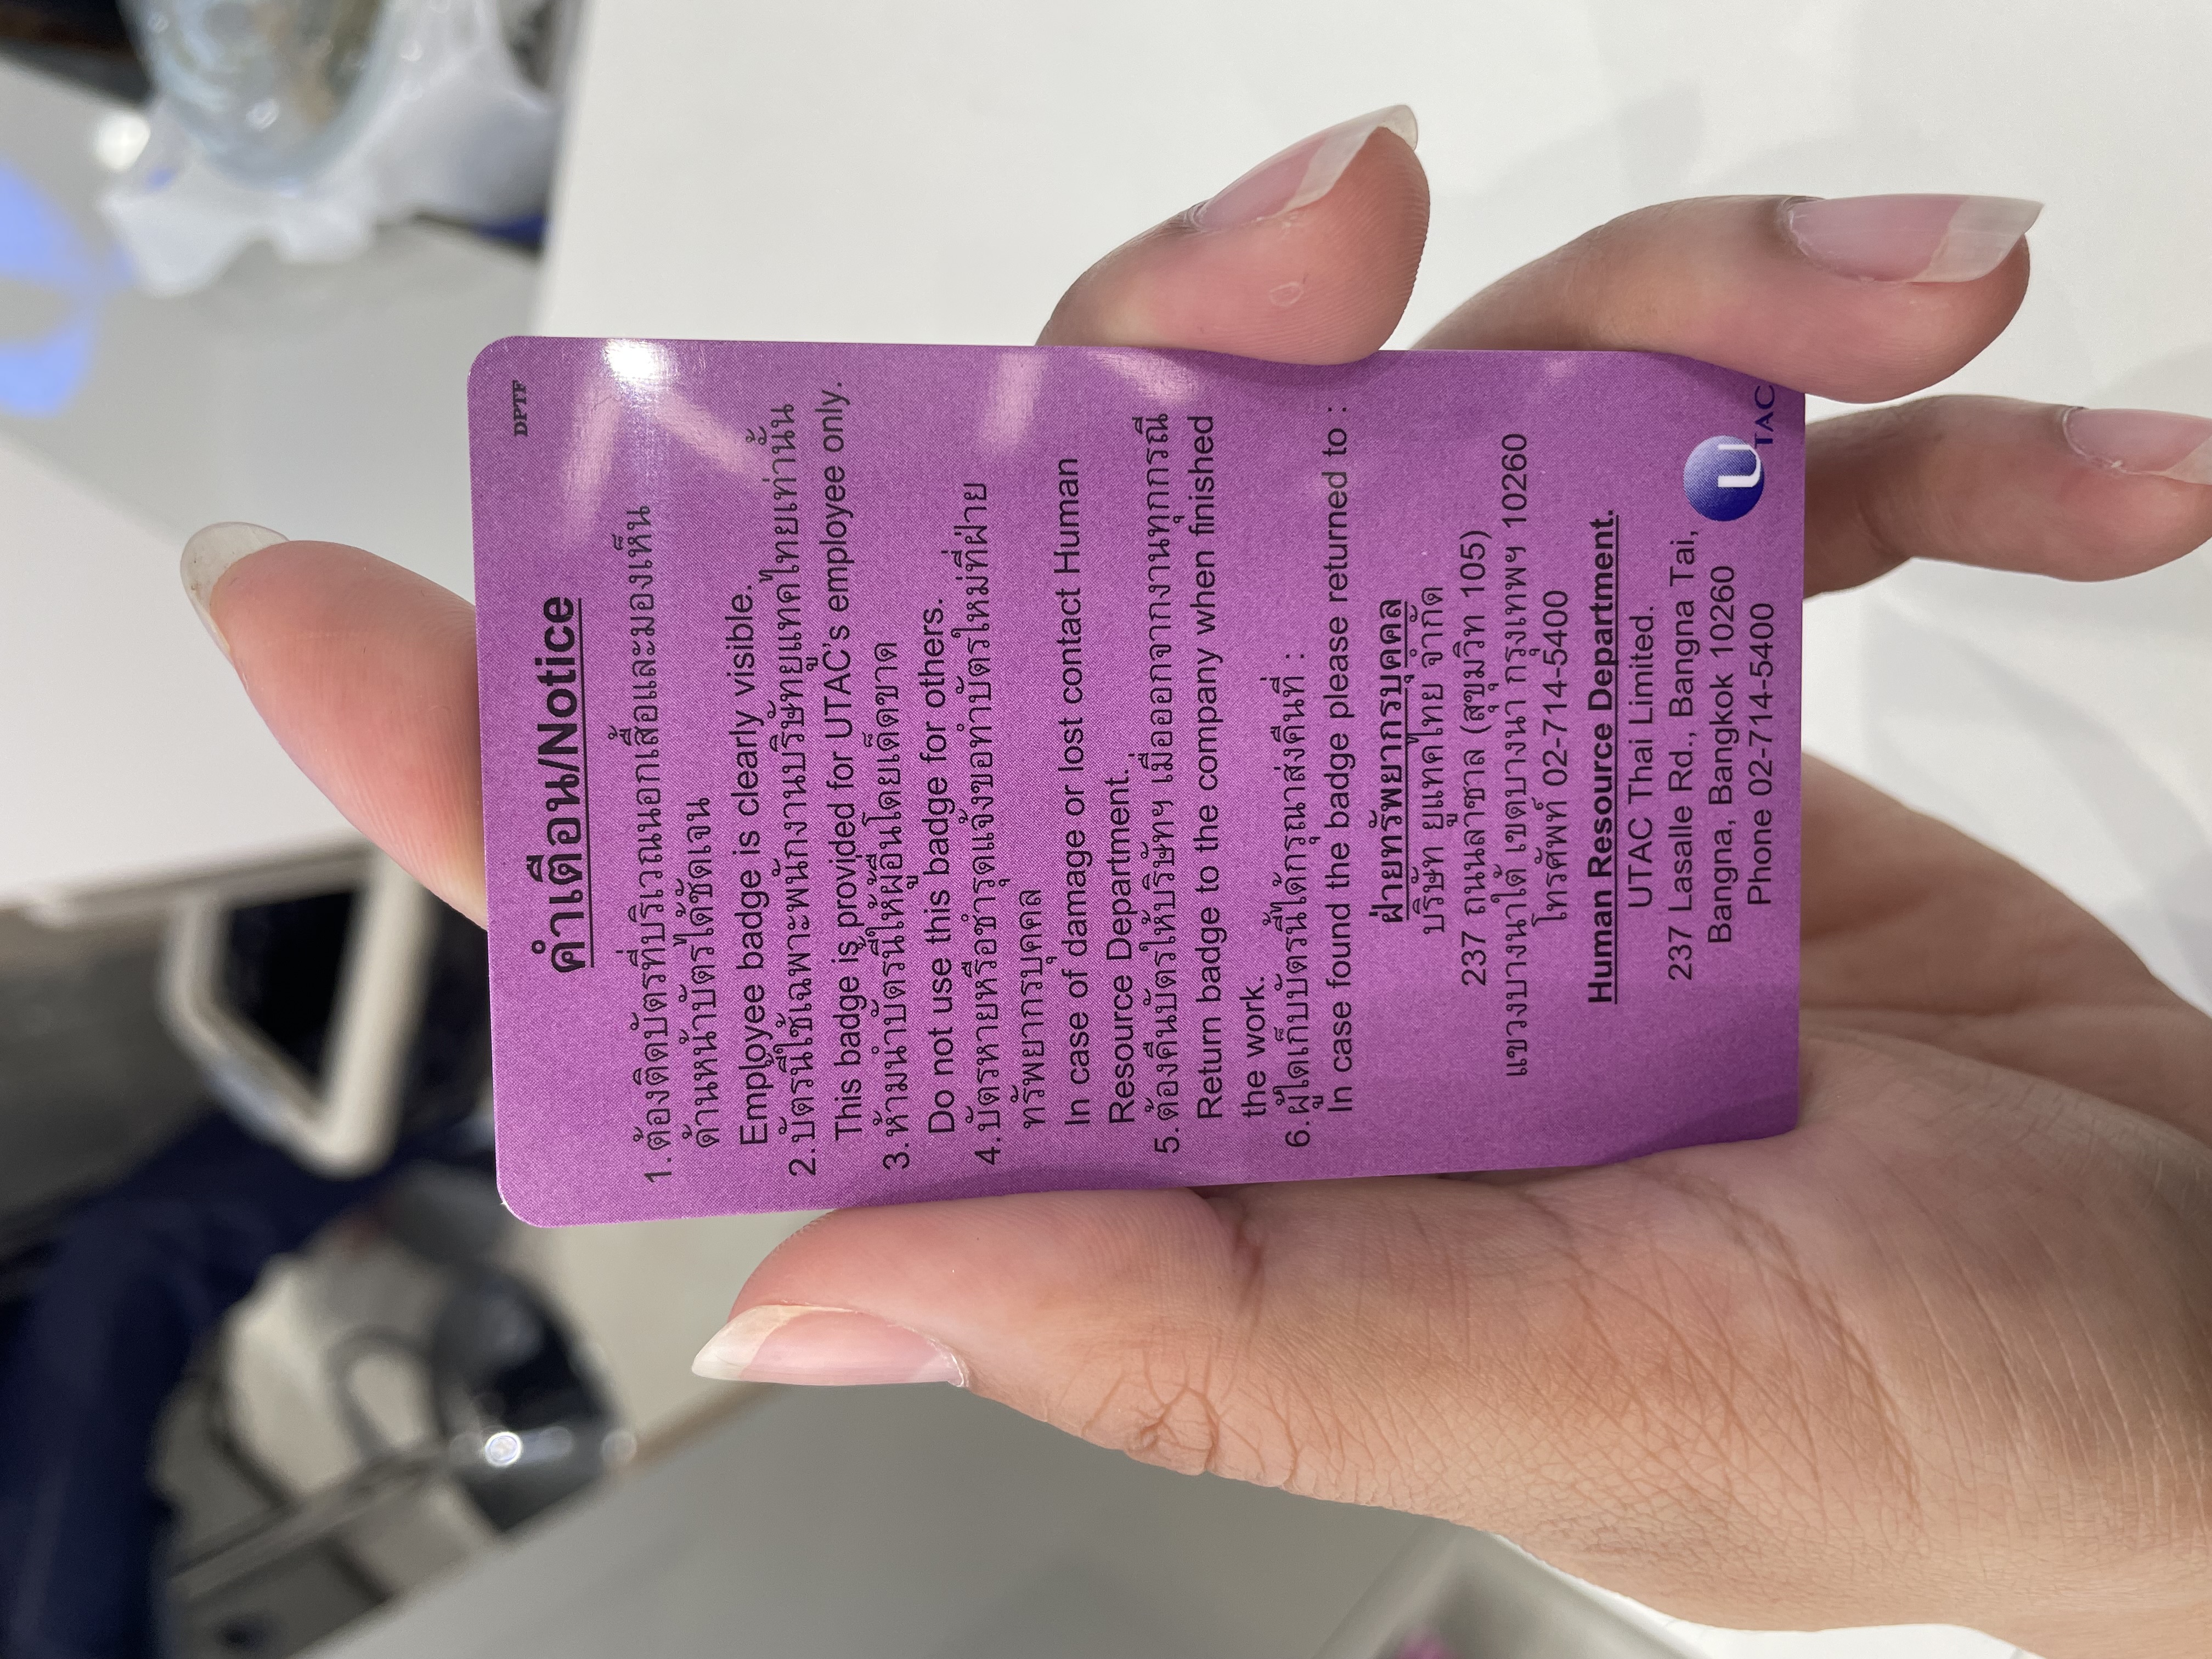 DPTF
คำเตือน/Notice
1.ต้องติดบัตรที่บริเวณนอกเสื้อและมองเห็น
ด้านหน้าบัตรได้ชัดเจน
Employee badge is clearly visible.
2.บัตรนี้ใช้เฉพาะพนักงานบริษัทยูแทคไทยเท่านั้น
This badge is provided for UTAC's employee only.
3.ห้ามนำบัตรนี้ให้ผู้อื่นโดยเด็ดขาด
Do not use this badge for others.
4.บัตรหายหรือชำรุดแจ้งขอทำบัตรใหม่ที่ฝ่าย
ทรัพยากรบุคคล
In case of damage or lost contact Human
Resource Department.
5.ต้องคืนบัตรให้บริษัทฯ เมื่อออกจากงานทุกกรณี
Return badge to the company when finished
the work.
6.ผู้ใดเก็บบัตรนี้ได้กรุณาส่งคืนที่ :
In case found the badge please returned to :
ฝ่ายทรัพยากรบุคคล
บริษัท ยูแทคไทย จำกัด
237 ถนนลาซาล (สุขุมวิท 105)
แขวงบางนาใต้ เขตบางนา กรุงเทพฯ 10260
โทรศัพท์ 02-714-5400
Human Resource Department.
UTAC Thai Limited.
237 Lasalle Rd., Bangna Tai,
Bangna, Bangkok 10260
Phone 02-714-5400
UTAC